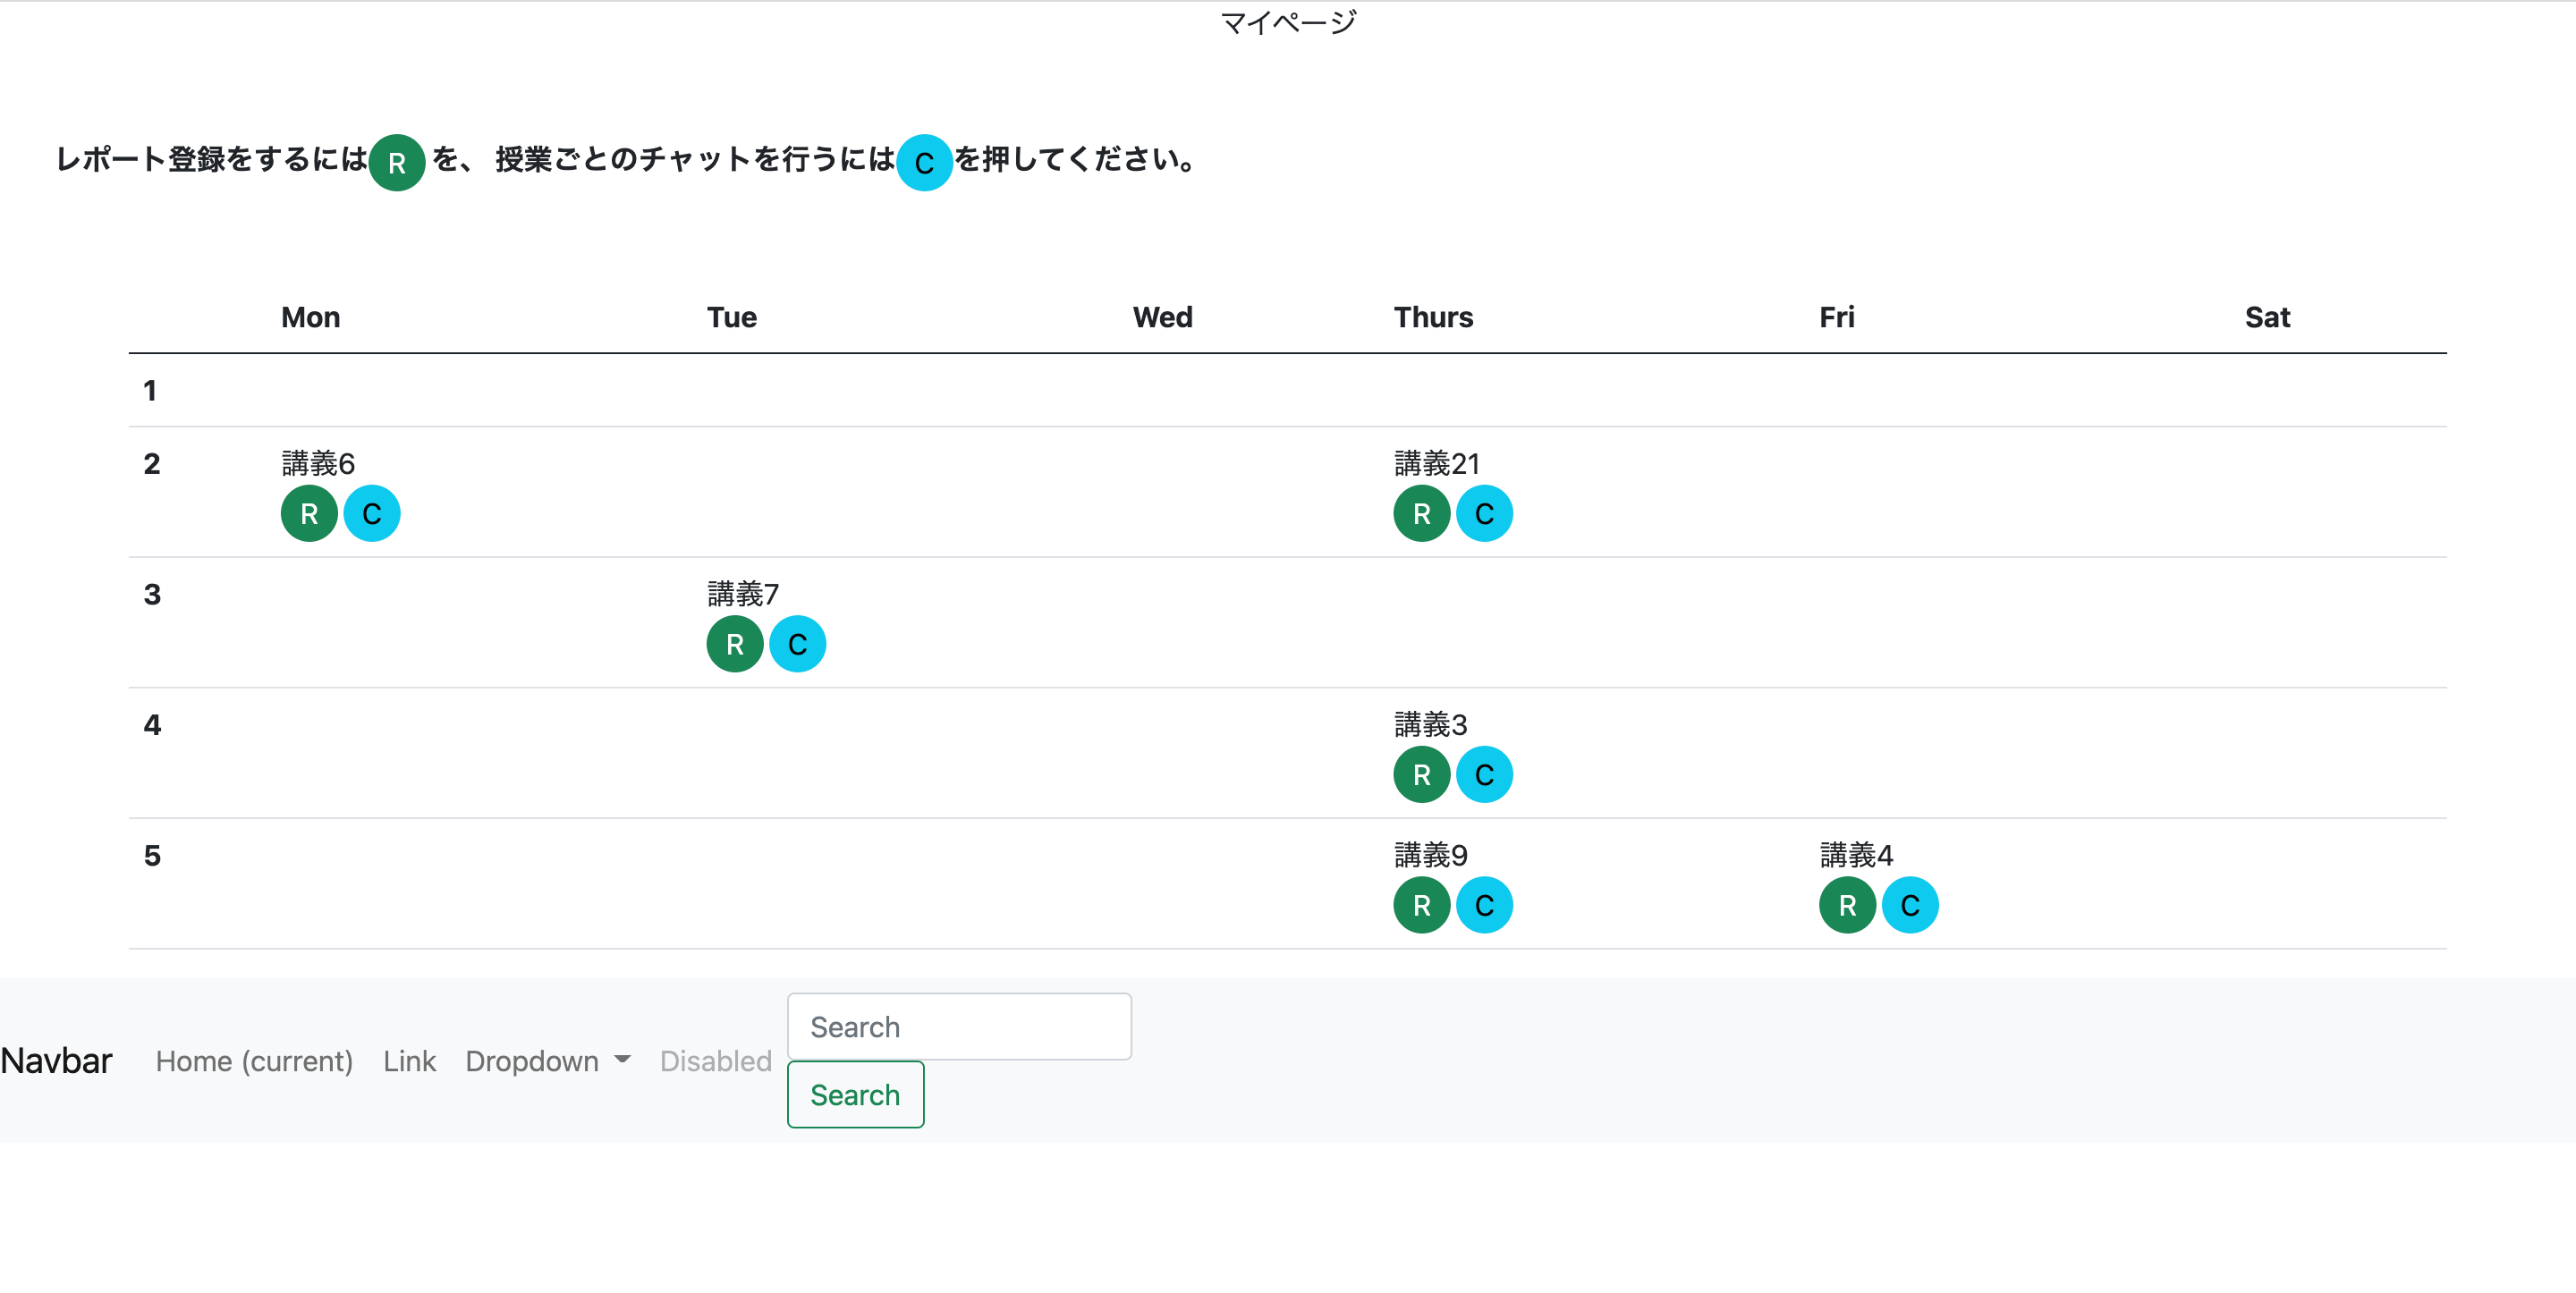 マイページ
レポート登録をするには R を、 授業ごとのチャットを行うには C を押してください。
Mon Tue Wed Thurs Fri Sat
1
2 講義6 講義21
R C R C
3 講義7
R C
4 講義3
R C
5 講義9 講義4
R C R C
Search
Navbar Home (current) Link Dropdown Disabled
Search